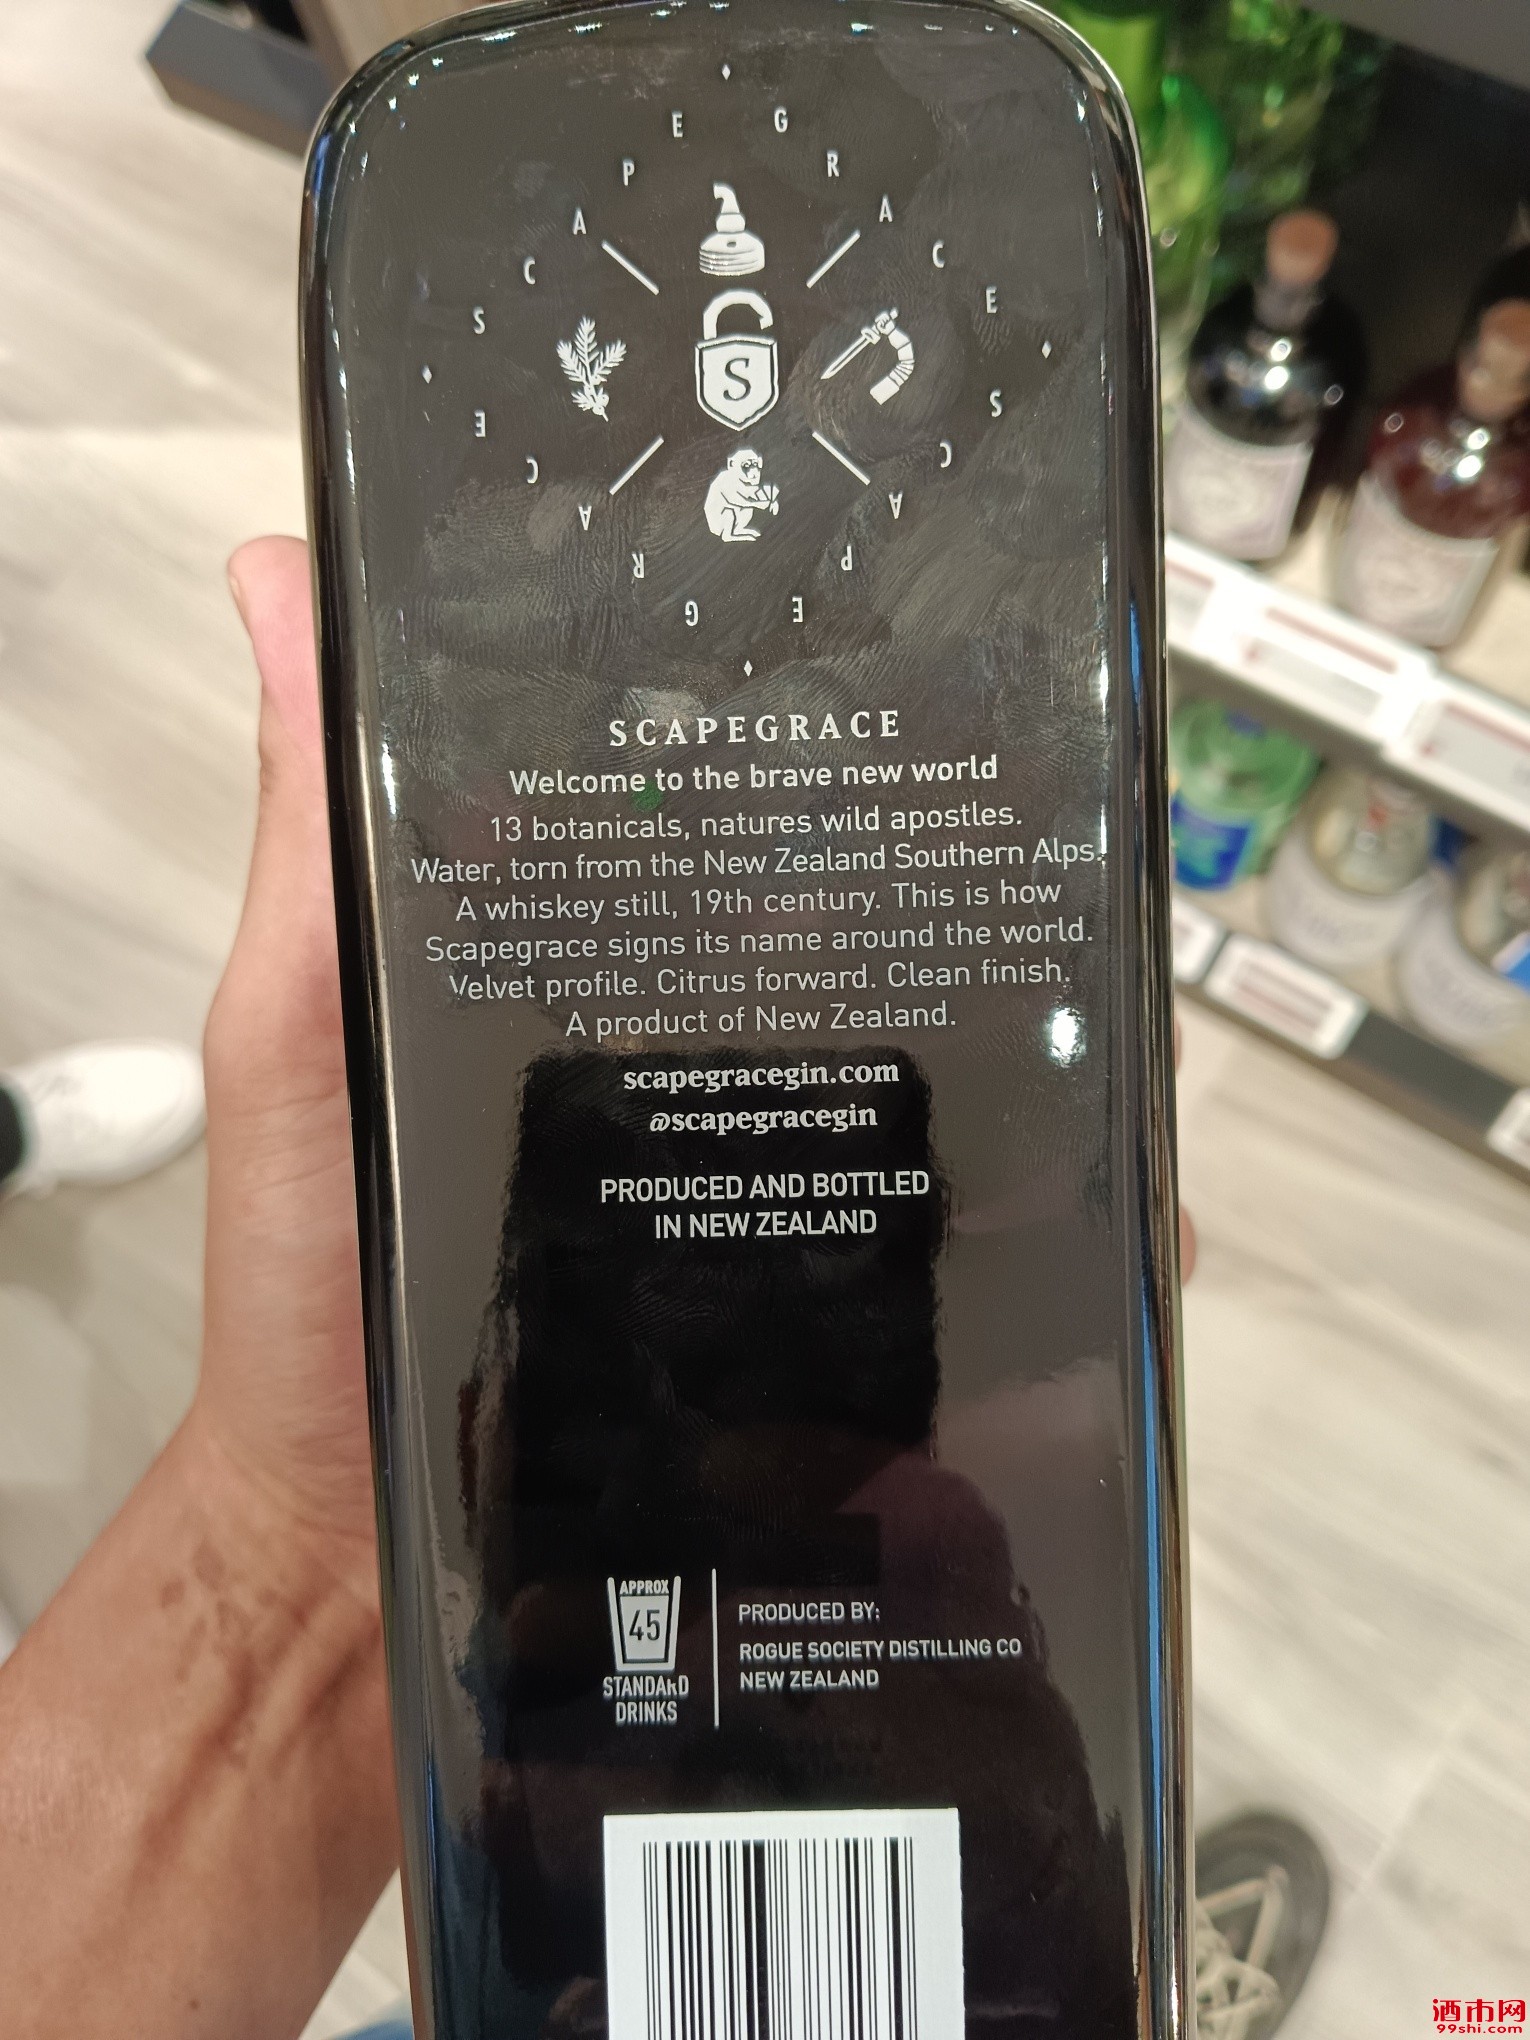 SCAPEGRACE
SCAPEGRACE
S
SCAPEGRACE
Welcome to the brave new world
13 botanicals, natures wild apostles.
Water, torn from the New Zealand Southern Alps.
A whiskey still, 19th century. This is how
Scapegrace signs its name around the world.
Velvet profile. Citrus forward. Clean finish.
A product of New Zealand.
scapegracegin.com
@scapegracegin
PRODUCED AND BOTTLED
IN NEW ZEALAND
APPROX
45
STANDARD
DRINKS
PRODUCED BY:
ROGUE SOCIETY DISTILLING CO
NEW ZEALAND
酒市网
99shi.com